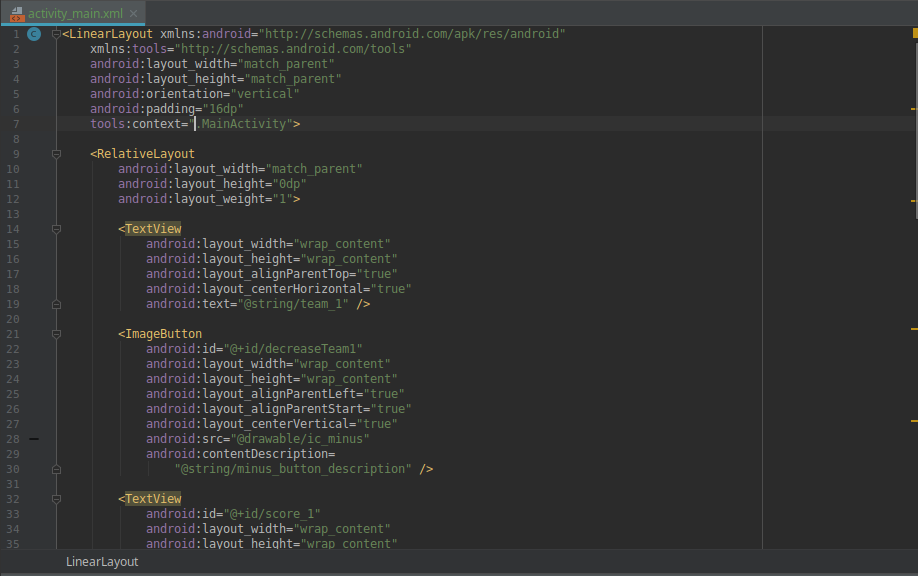 activity_main.xml
1 <LinearLayout xmlns:android="http://schemas.android.com/apk/res/android"
2 xmlns:tools="http://schemas.android.com/tools"
3 android:layout_width="match_parent"
4 android:layout_height="match_parent"
5 android:orientation="vertical"
6 android:padding="16dp"
7 tools:context=".MainActivity">
8
9 <RelativeLayout
10 android:layout_width="match_parent"
11 android:layout_height="0dp"
12 android:layout_weight="1">
13
14 <TextView
15 android:layout_width="wrap_content"
16 android:layout_height="wrap_content"
17 android:layout_alignParentTop="true"
18 android:layout_centerHorizontal="true"
19 android:text="@string/team_1" />
20
21 <ImageButton
22 android:id="@+id/decreaseTeam1"
23 android:layout_width="wrap_content"
24 android:layout_height="wrap_content"
25 android:layout_alignParentLeft="true"
26 android:layout_alignParentStart="true"
27 android:layout_centerVertical="true"
28 android:src="@drawable/ic_minus"
29 android:contentDescription=
30 "@string/minus_button_description" />
31
32 <TextView
33 android:id="@+id/score_1"
34 android:layout_width="wrap_content"
35 android:layout_height="wrap_content"
LinearLayout